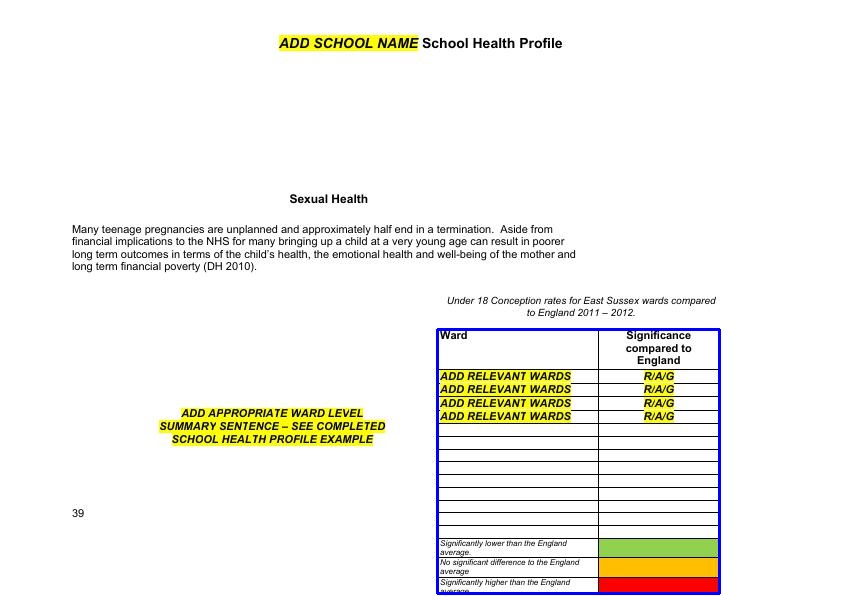 ADD SCHOOL NAME School Health Profile
Sexual Health
Many teenage pregnancies are unplanned and approximately half end in a termination.  Aside from
financial implications to the NHS for many bringing up a child at a very young age can result in poorer
long term outcomes in terms of the child's health, the emotional health and well-being of the mother and
long term financial poverty (DH 2010).
Under 18 Conception rates for East Sussex wards compared
to England 2011 – 2012.
Ward
Significance
compared to
England
ADD RELEVANT WARDS R/A/G
ADD RELEVANT WARDS R/A/G
ADD RELEVANT WARDS R/A/G
ADD RELEVANT WARDS R/A/G
ADD APPROPRIATE WARD LEVEL
SUMMARY SENTENCE – SEE COMPLETED
SCHOOL HEALTH PROFILE EXAMPLE
39
Significantly lower than the England
average.
No significant difference to the England
average
Significantly higher than the England
average